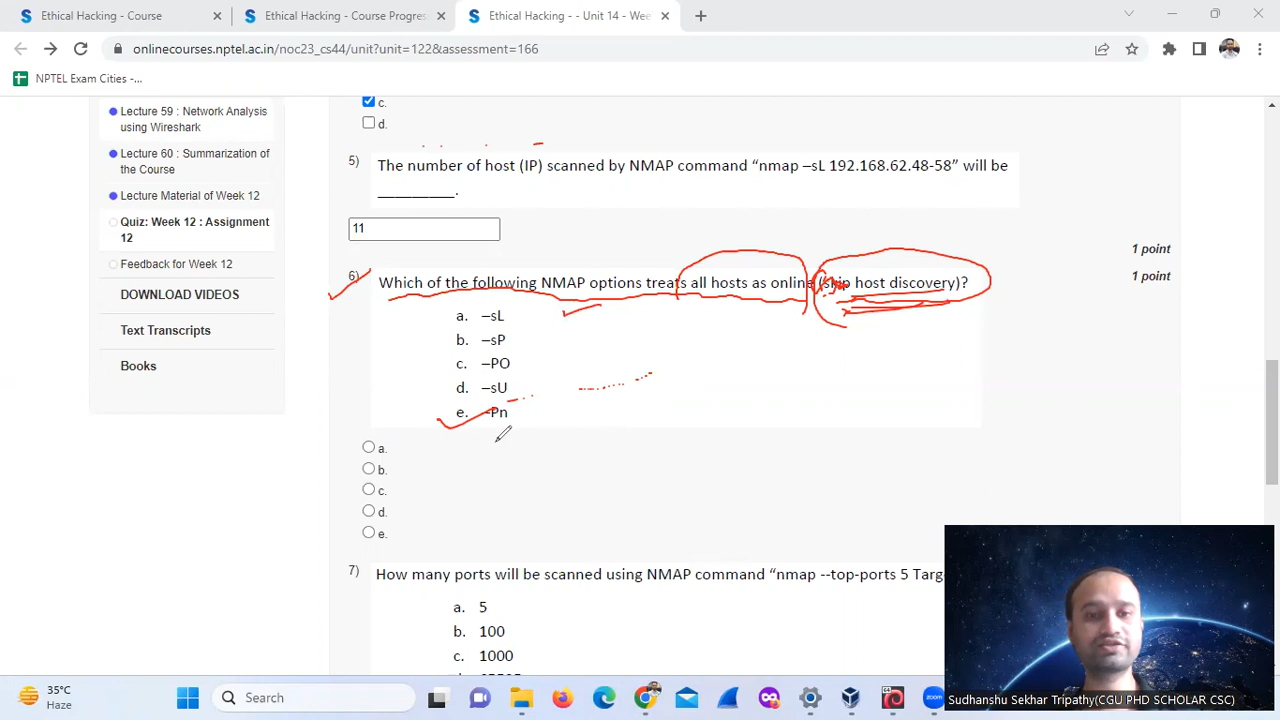 Ethical Hacking - Course
Ethical Hacking - Course Progres
Ethical Hacking - - Unit 14 - Wee
onlinecourses.nptel.ac.in/noc23_cs44/unit?unit=122&assessment=166
NPTEL Exam Cities -...
Lecture 59 : Network Analysis
using Wireshark
Lecture 60 : Summarization of
the Course
Lecture Material of Week 12
Quiz: Week 12 : Assignment
12
Feedback for Week 12
DOWNLOAD VIDEOS
Text Transcripts
Books
c.
d.
5) The number of host (IP) scanned by NMAP command “nmap –sL 192.168.62.48-58” will be
__________.
11
1 point
6) Which of the following NMAP options treats all hosts as online (skip host discovery)? 1 point
a. –sL
b. –sP
c. –PO
d. –sU
e. –Pn
a.
b.
c.
d.
e.
7) How many ports will be scanned using NMAP command “nmap --top-ports 5 Targ
a. 5
b. 100
c. 1000
Sudhanshu Sekhar Tripathy(CGU PHD SCHOLAR CSC)
35°C
Haze
Search
zoom